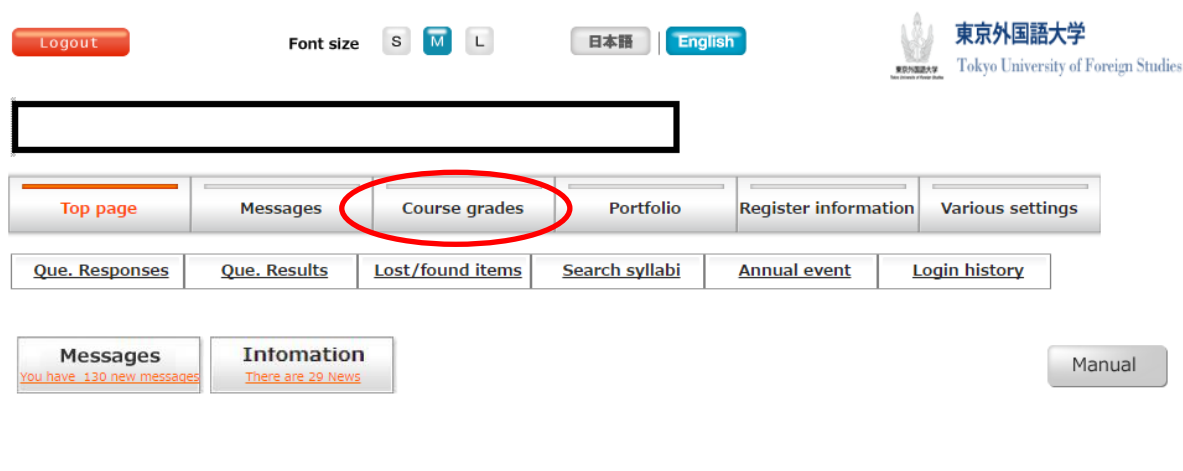 Logout Font size S M L 日本語 | English 東京外国語大学
Tokyo University of Foreign Studies
Top page Messages Course grades Portfolio Register information Various settings
Que. Responses Que. Results Lost/found items Search syllabi Annual event Login history
Messages Infomation
You have 130 new messages There are 29 News
Manual